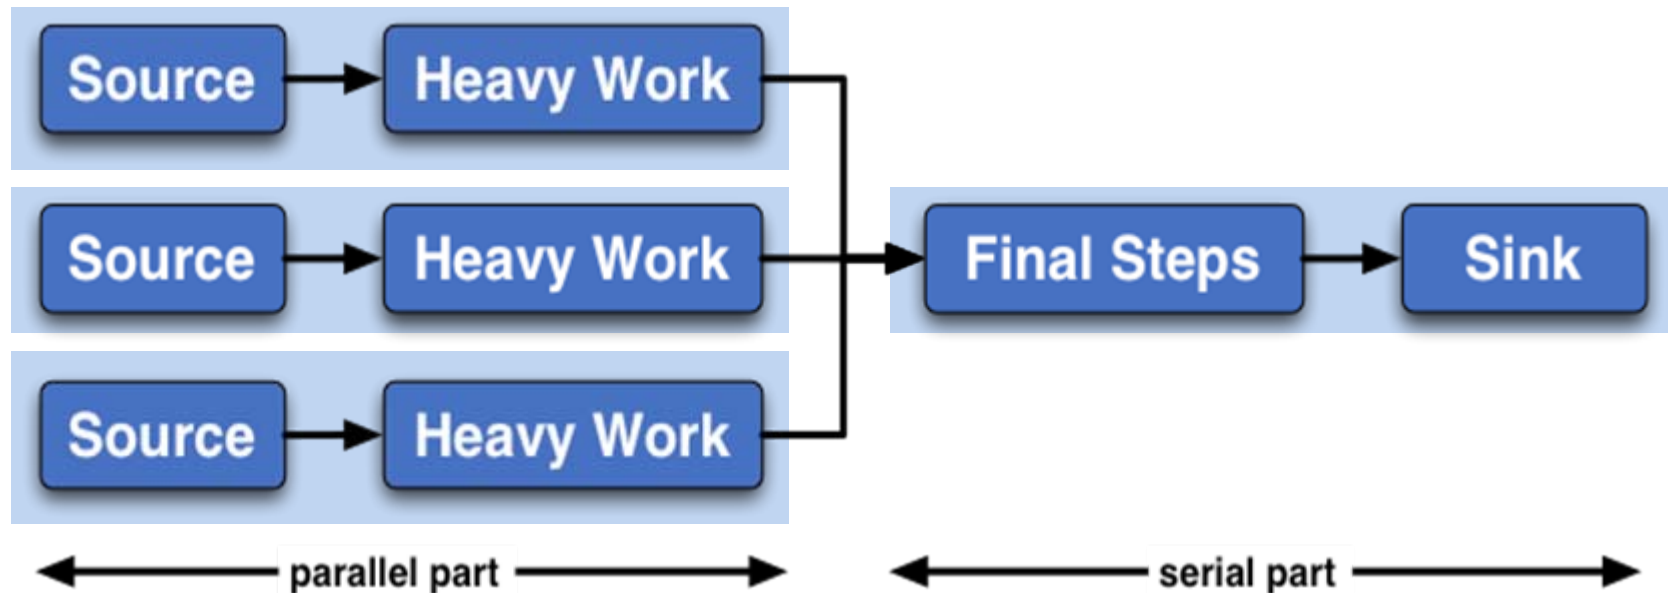 Source
Heavy Work
Source
Heavy Work
Final Steps
Sink
Source
Heavy Work
parallel part
serial part